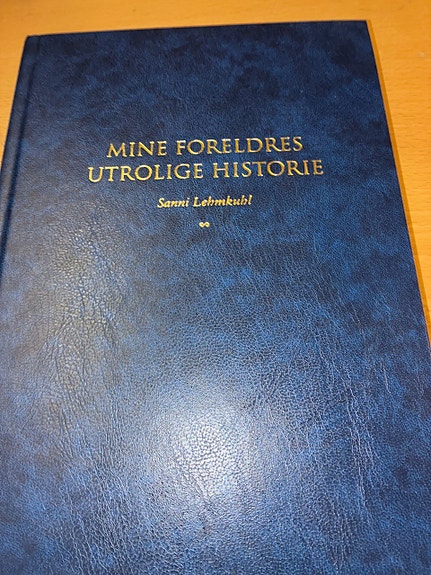 MINE FORELDRES
UTROLIGE HISTORIE
Sanni Lehmkuhl